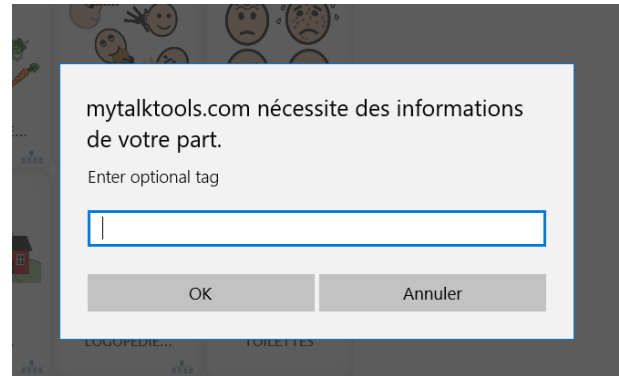 mytalktools.com nécessite des informations
de votre part.
Enter optional tag
OK
Annuler
LOGOPEDIE...
TOILETTES